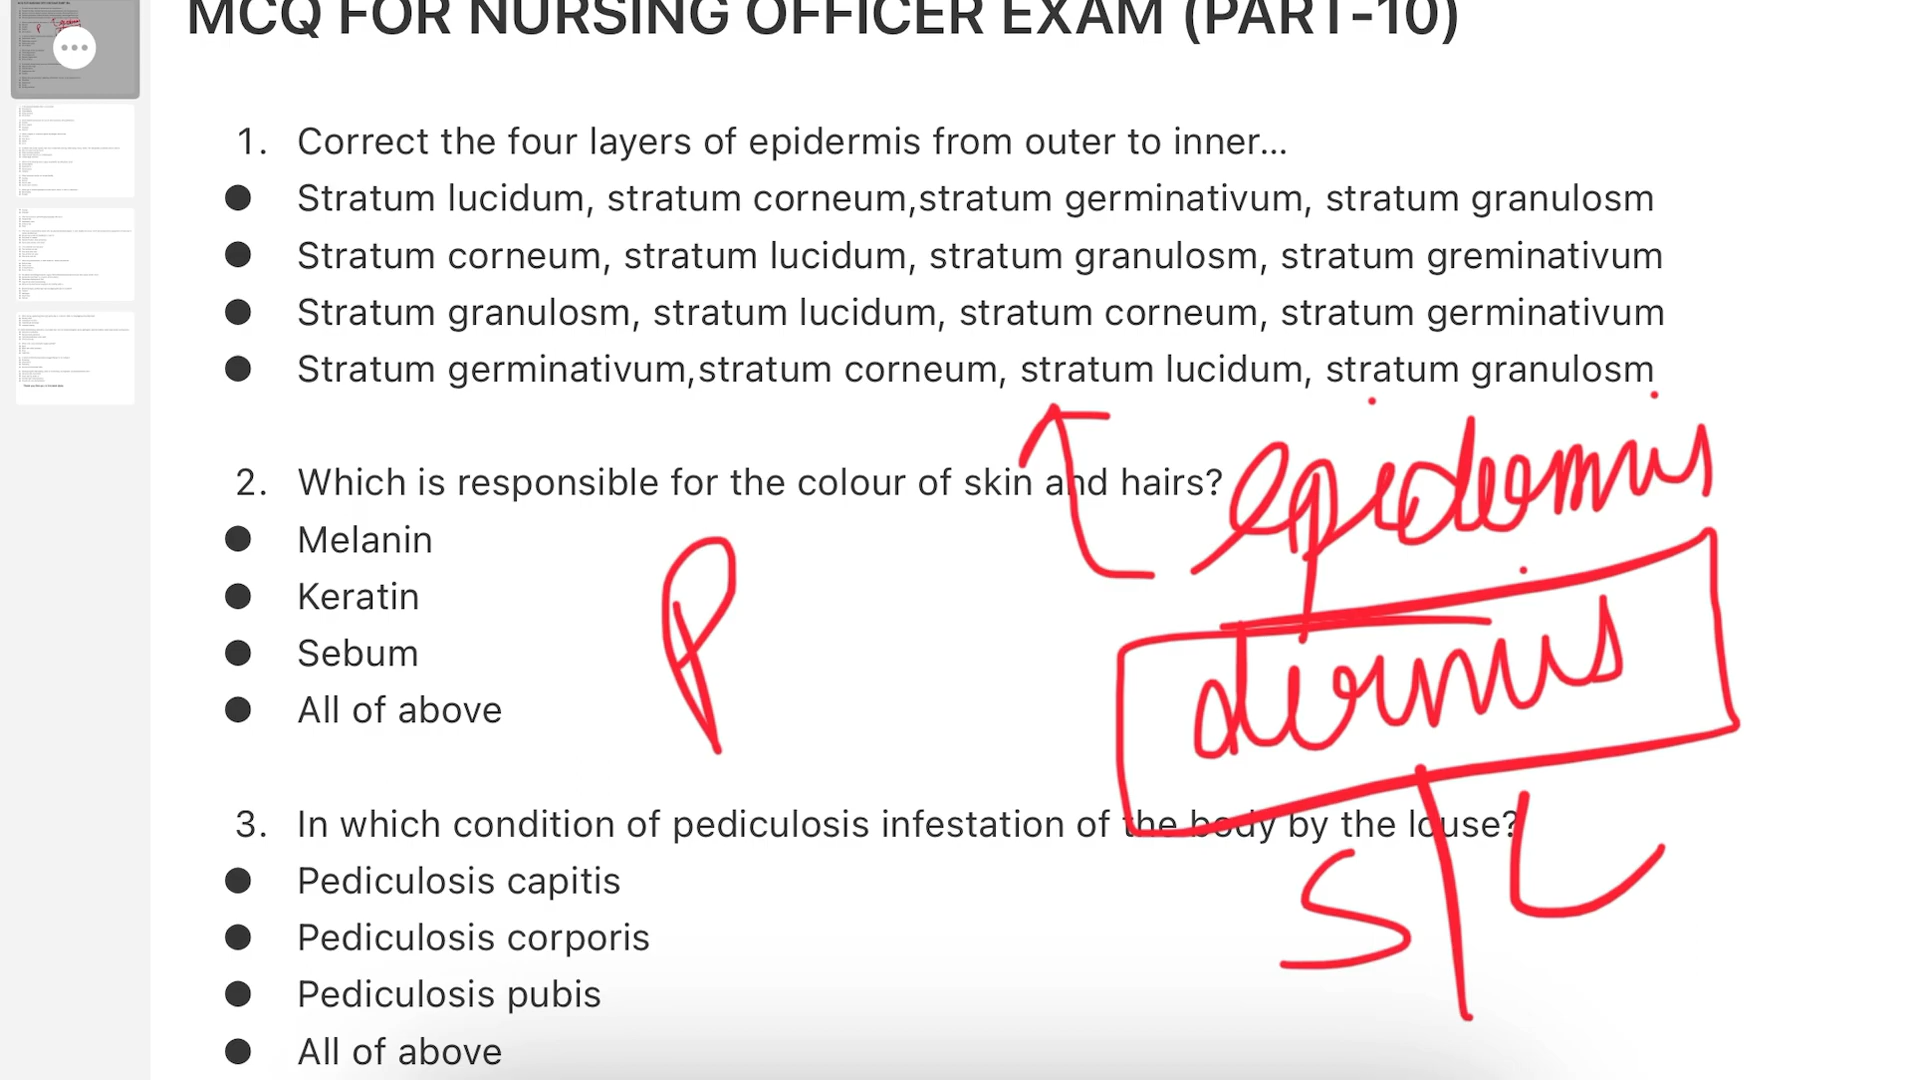 MCQ FOR NURSING OFFICER EXAM (PART-10)
1. Correct the four layers of epidermis from outer to inner...
● Stratum lucidum, stratum corneum,stratum germinativum, stratum granulosm
● Stratum corneum, stratum lucidum, stratum granulosm, stratum greminativum
● Stratum granulosm, stratum lucidum, stratum corneum, stratum germinativum
● Stratum germinativum,stratum corneum, stratum lucidum, stratum granulosm
epidermis
2. Which is responsible for the colour of skin and hairs?
● Melanin
P
● Keratin
dermis
● Sebum
● All of above
3. In which condition of pediculosis infestation of the body by the louse?
S/C
● Pediculosis capitis
● Pediculosis corporis
● Pediculosis pubis
● All of above